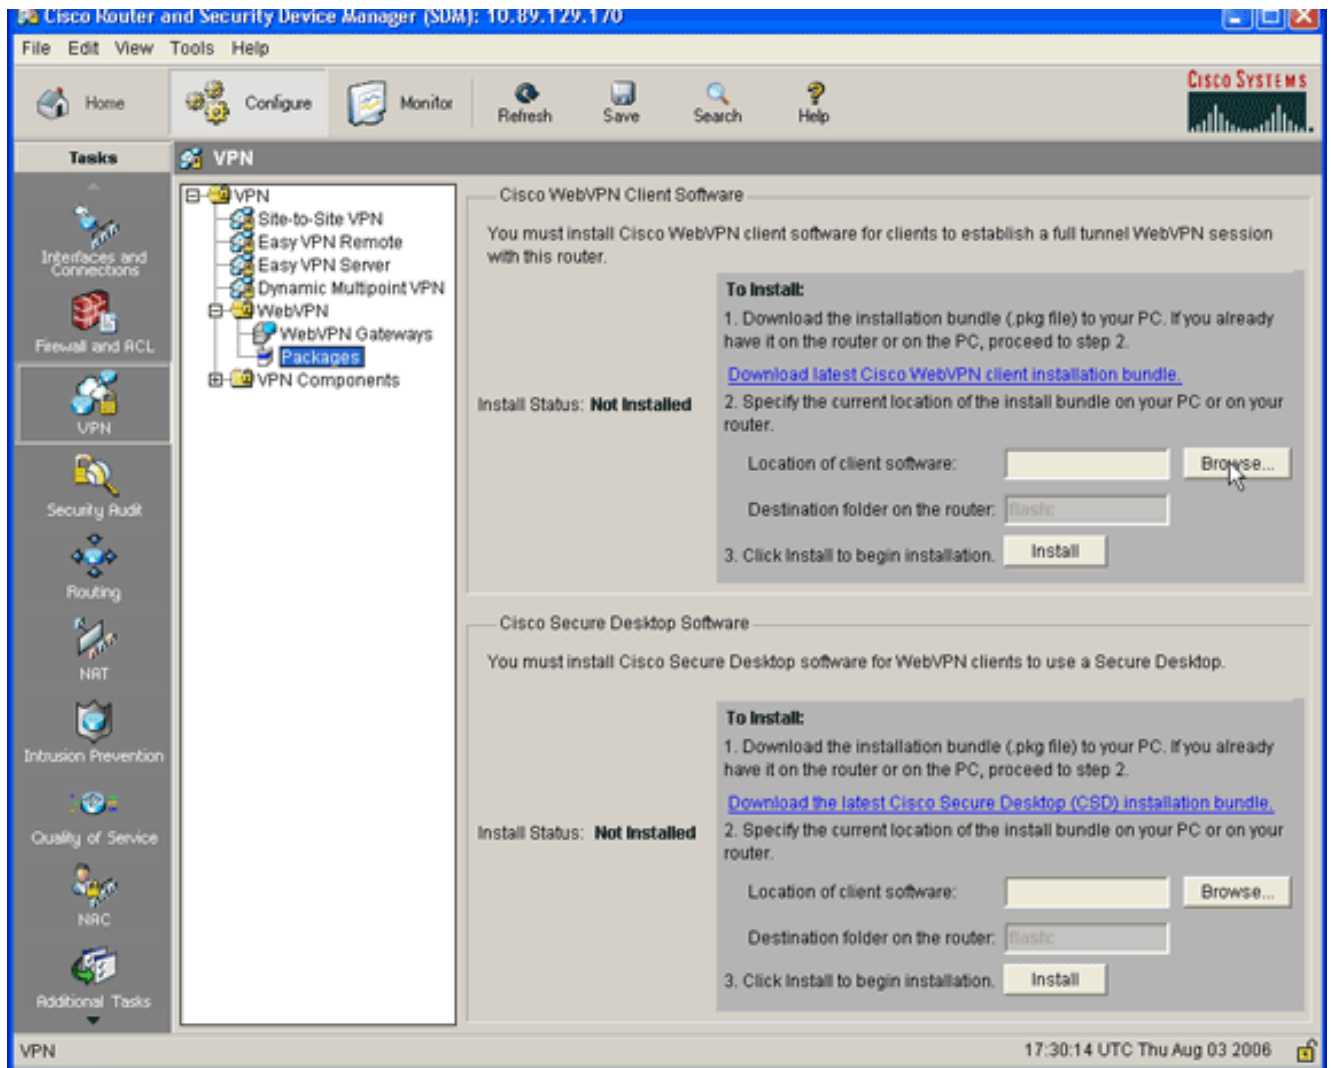 Cisco Router and Security Device Manager (SDM): 10.89.129.170
File Edit View Tools Help
Home Configure Monitor Refresh Save Search Help
CISCO SYSTEMS
Tasks
VPN
Interfaces and Connections
Firewall and ACL
VPN
Security Audit
Routing
NAT
Intrusion Prevention
Quality of Service
NAC
Additional Tasks
VPN
Site-to-Site VPN
Easy VPN Remote
Easy VPN Server
Dynamic Multipoint VPN
WebVPN
WebVPN Gateways
Packages
VPN Components
Cisco WebVPN Client Software
You must install Cisco WebVPN client software for clients to establish a full tunnel WebVPN session
with this router.
Install Status: Not Installed
To Install:
1. Download the installation bundle (.pkg file) to your PC. If you already
have it on the router or on the PC, proceed to step 2.
Download latest Cisco WebVPN client installation bundle.
2. Specify the current location of the install bundle on your PC or on your
router.
Location of client software: Browse...
Destination folder on the router: flash:
3. Click Install to begin installation. Install
Cisco Secure Desktop Software
You must install Cisco Secure Desktop software for WebVPN clients to use a Secure Desktop.
Install Status: Not Installed
To Install:
1. Download the installation bundle (.pkg file) to your PC. If you already
have it on the router or on the PC, proceed to step 2.
Download the latest Cisco Secure Desktop (CSD) installation bundle.
2. Specify the current location of the install bundle on your PC or on your
router.
Location of client software: Browse...
Destination folder on the router: flash:
3. Click Install to begin installation. Install
VPN
17:30:14 UTC Thu Aug 03 2006